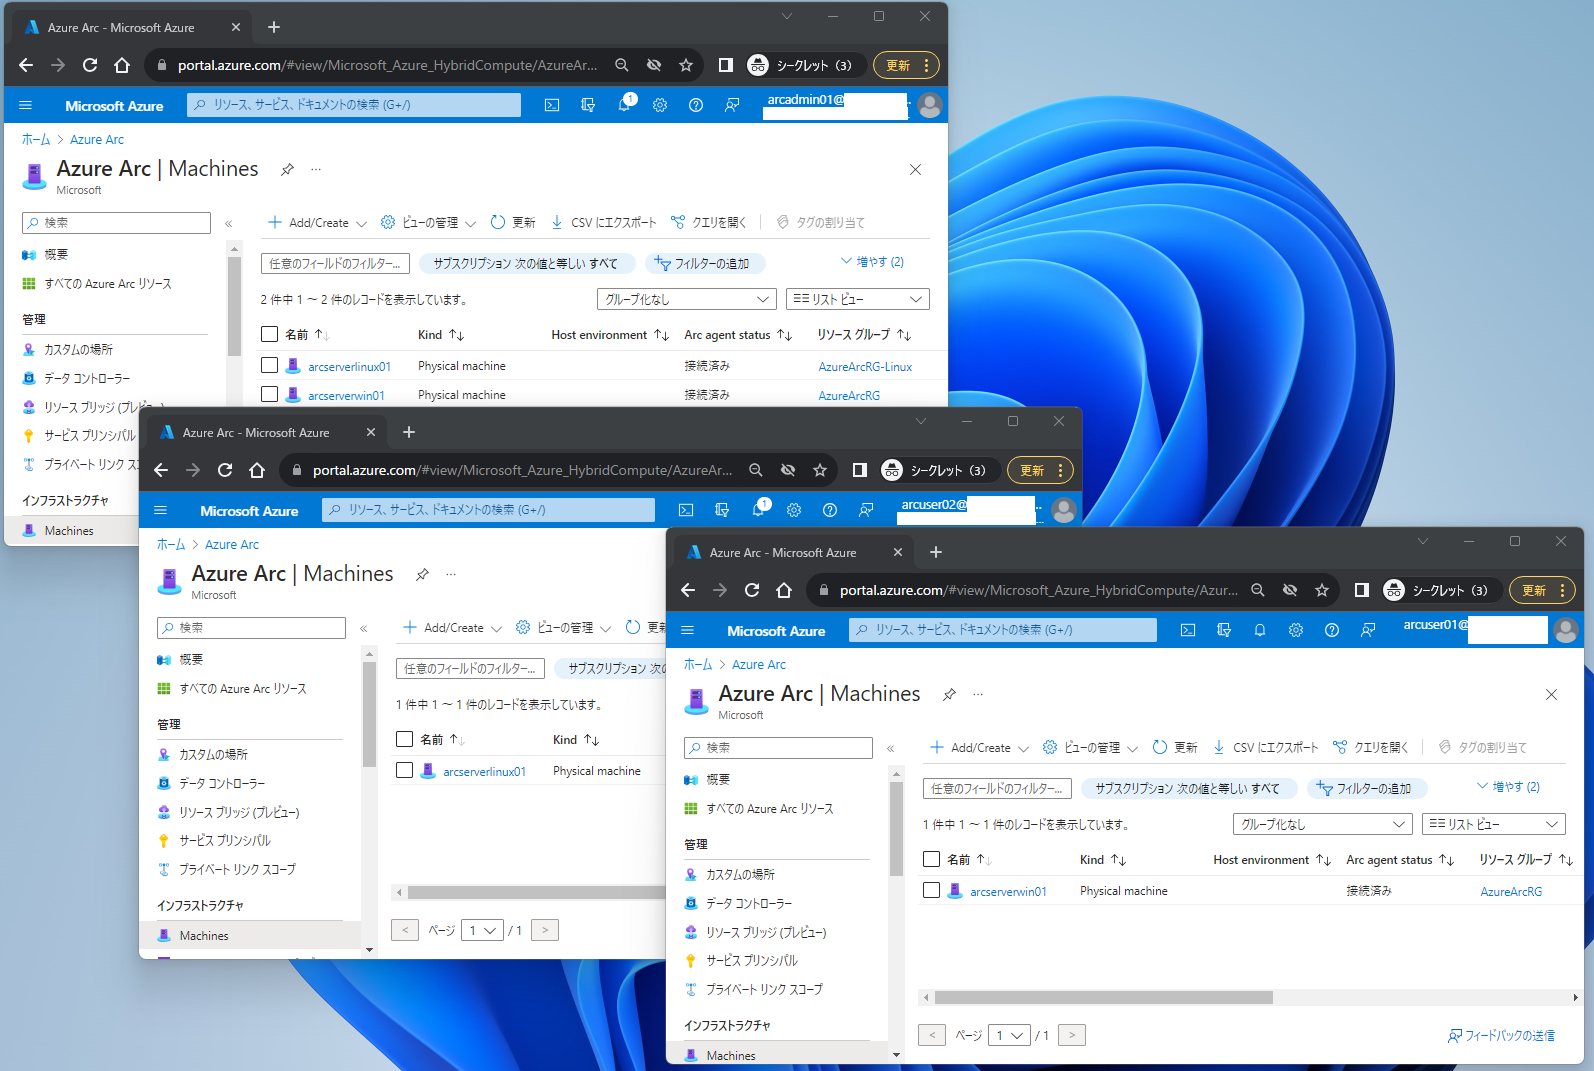 Azure Arc - Microsoft Azure
portal.azure.com/#view/Microsoft_Azure_HybridCompute/AzureAr...
シークレット (3)
更新
Microsoft Azure
リソース、サービス、ドキュメントの検索 (G+/)
1
arcadmin01@
ホーム > Azure Arc
Azure Arc | Machines
...
Microsoft
検索
«
Add/Create
ビューの管理
更新
CSV にエクスポート
クエリを開く
タグの割り当て
概要
すべての Azure Arc リソース
管理
カスタムの場所
データ コントローラー
リソース ブリッジ (プレビュ
サービス プリンシパル
プライベート リンク ス
インフラストラクチャ
Machines
任意のフィールドのフィルター...
サブスクリプション 次の値と等しい すべて
フィルターの追加
増やす (2)
2 件中 1 ～ 2 件のレコードを表示しています。
グループ化なし
リスト ビュー
名前 ↑↓
Kind ↑↓
Host environment ↑↓
Arc agent status ↑↓
リソース グループ ↑↓
arcserverlinux01
Physical machine
接続済み
AzureArcRG-Linux
arcserverwin01
Physical machine
接続済み
AzureArcRG
Azure Arc - Microsoft Azure
portal.azure.com/#view/Microsoft_Azure_HybridCompute/AzureAr...
シークレット (3)
更新
Microsoft Azure
リソース、サービス、ドキュメントの検索 (G+/)
1
arcuser02@
ホーム > Azure Arc
Azure Arc | Machines
...
Microsoft
検索
«
Add/Create
ビューの管理
更新
概要
すべての Azure Arc リソース
管理
カスタムの場所
データ コントローラー
リソース ブリッジ (プレビュー)
サービス プリンシパル
プライベート リンク スコープ
インフラストラクチャ
Machines
任意のフィールドのフィルター...
サブスクリプション 次の
1 件中 1 ～ 1 件のレコードを表示しています。
名前 ↑↓
Kind ↑↓
arcserverlinux01
Physical machine
< ページ 1 / 1 >
Azure Arc - Microsoft Azure
portal.azure.com/#view/Microsoft_Azure_HybridCompute/Azur...
シークレット (3)
更新
Microsoft Azure
リソース、サービス、ドキュメントの検索 (G+/)
arcuser01@
ホーム > Azure Arc
Azure Arc | Machines
...
Microsoft
検索
«
Add/Create
ビューの管理
更新
CSV にエクスポート
クエリを開く
タグの割り当て
概要
すべての Azure Arc リソース
管理
カスタムの場所
データ コントローラー
リソース ブリッジ (プレビュー)
サービス プリンシパル
プライベート リンク スコープ
インフラストラクチャ
Machines
任意のフィールドのフィルター...
サブスクリプション 次の値と等しい すべて
フィルターの追加
増やす (2)
1 件中 1 ～ 1 件のレコードを表示しています。
グループ化なし
リスト ビュー
名前 ↑↓
Kind ↑↓
Host environment ↑↓
Arc agent status ↑↓
リソース グループ ↑↓
arcserverwin01
Physical machine
接続済み
AzureArcRG
< ページ 1 / 1 >
フィードバックの送信